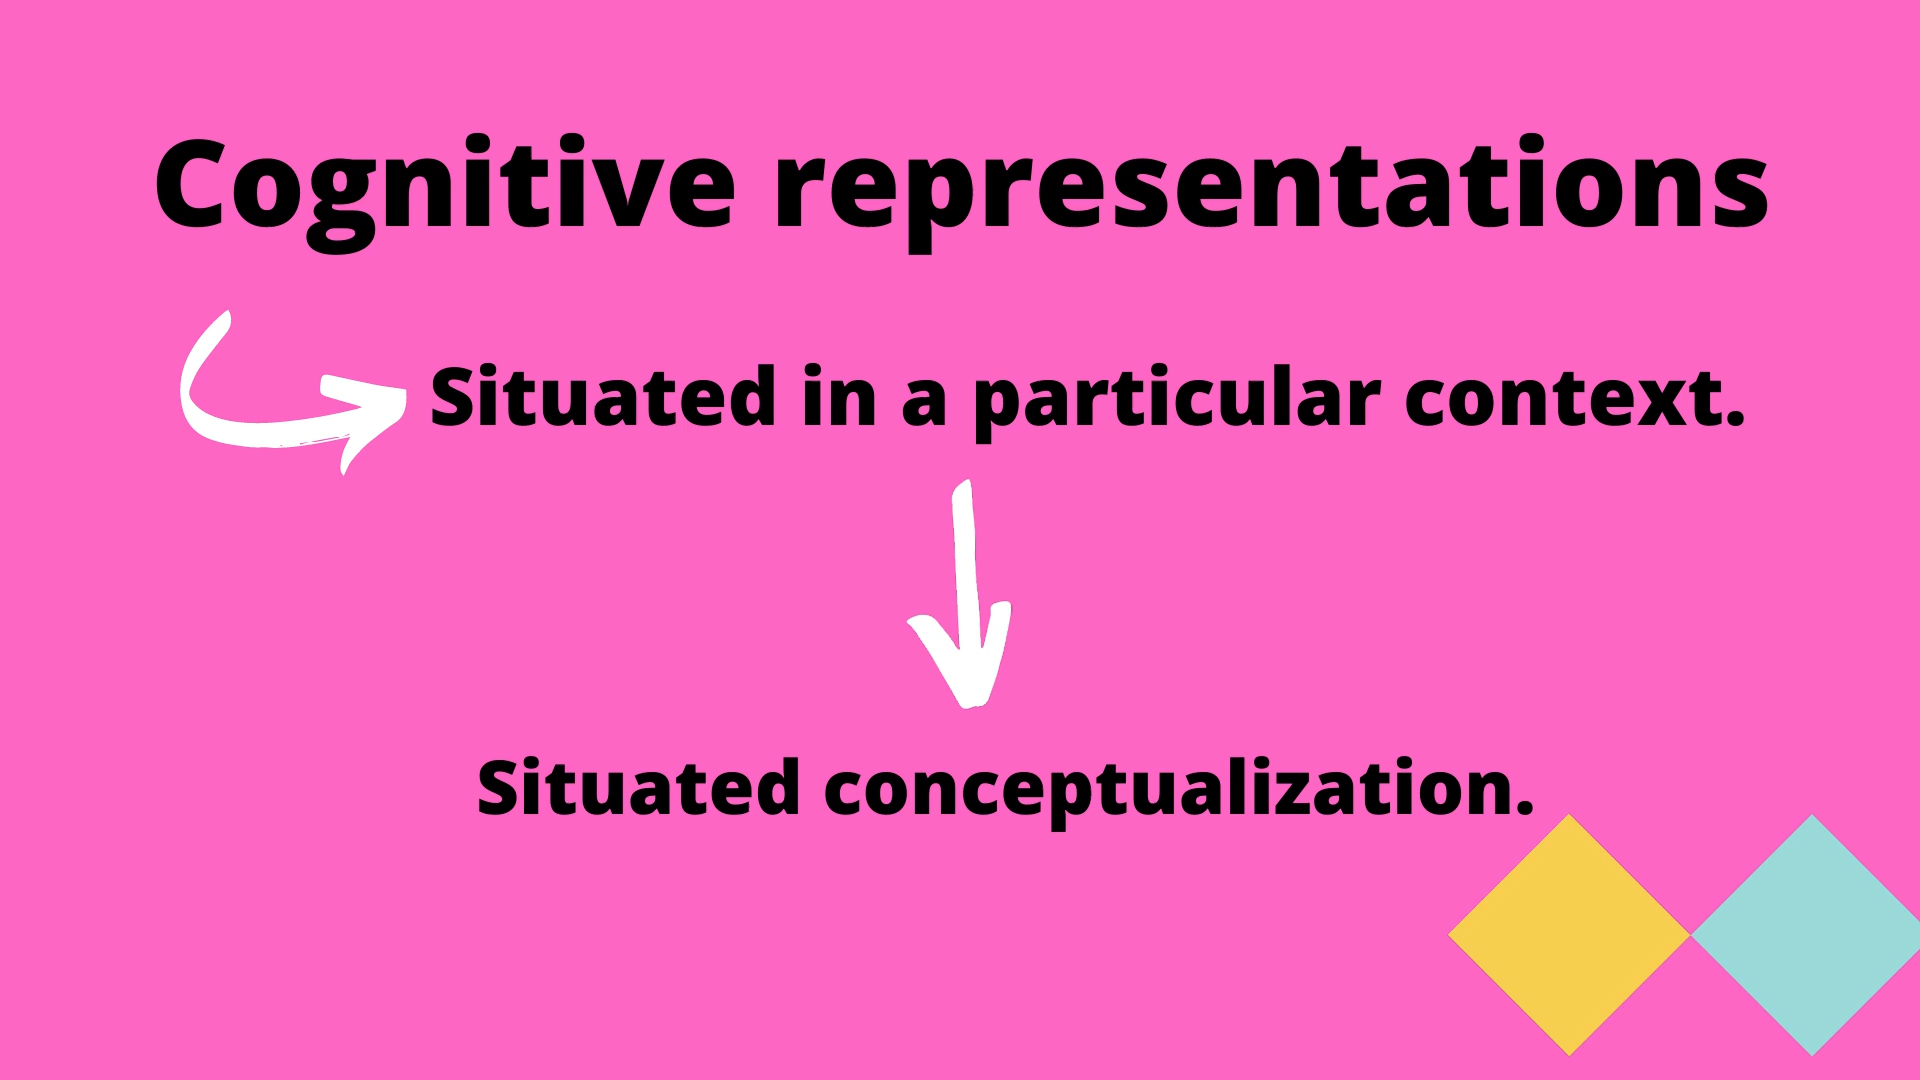 Cognitive representations
Situated in a particular context.
Situated conceptualization.